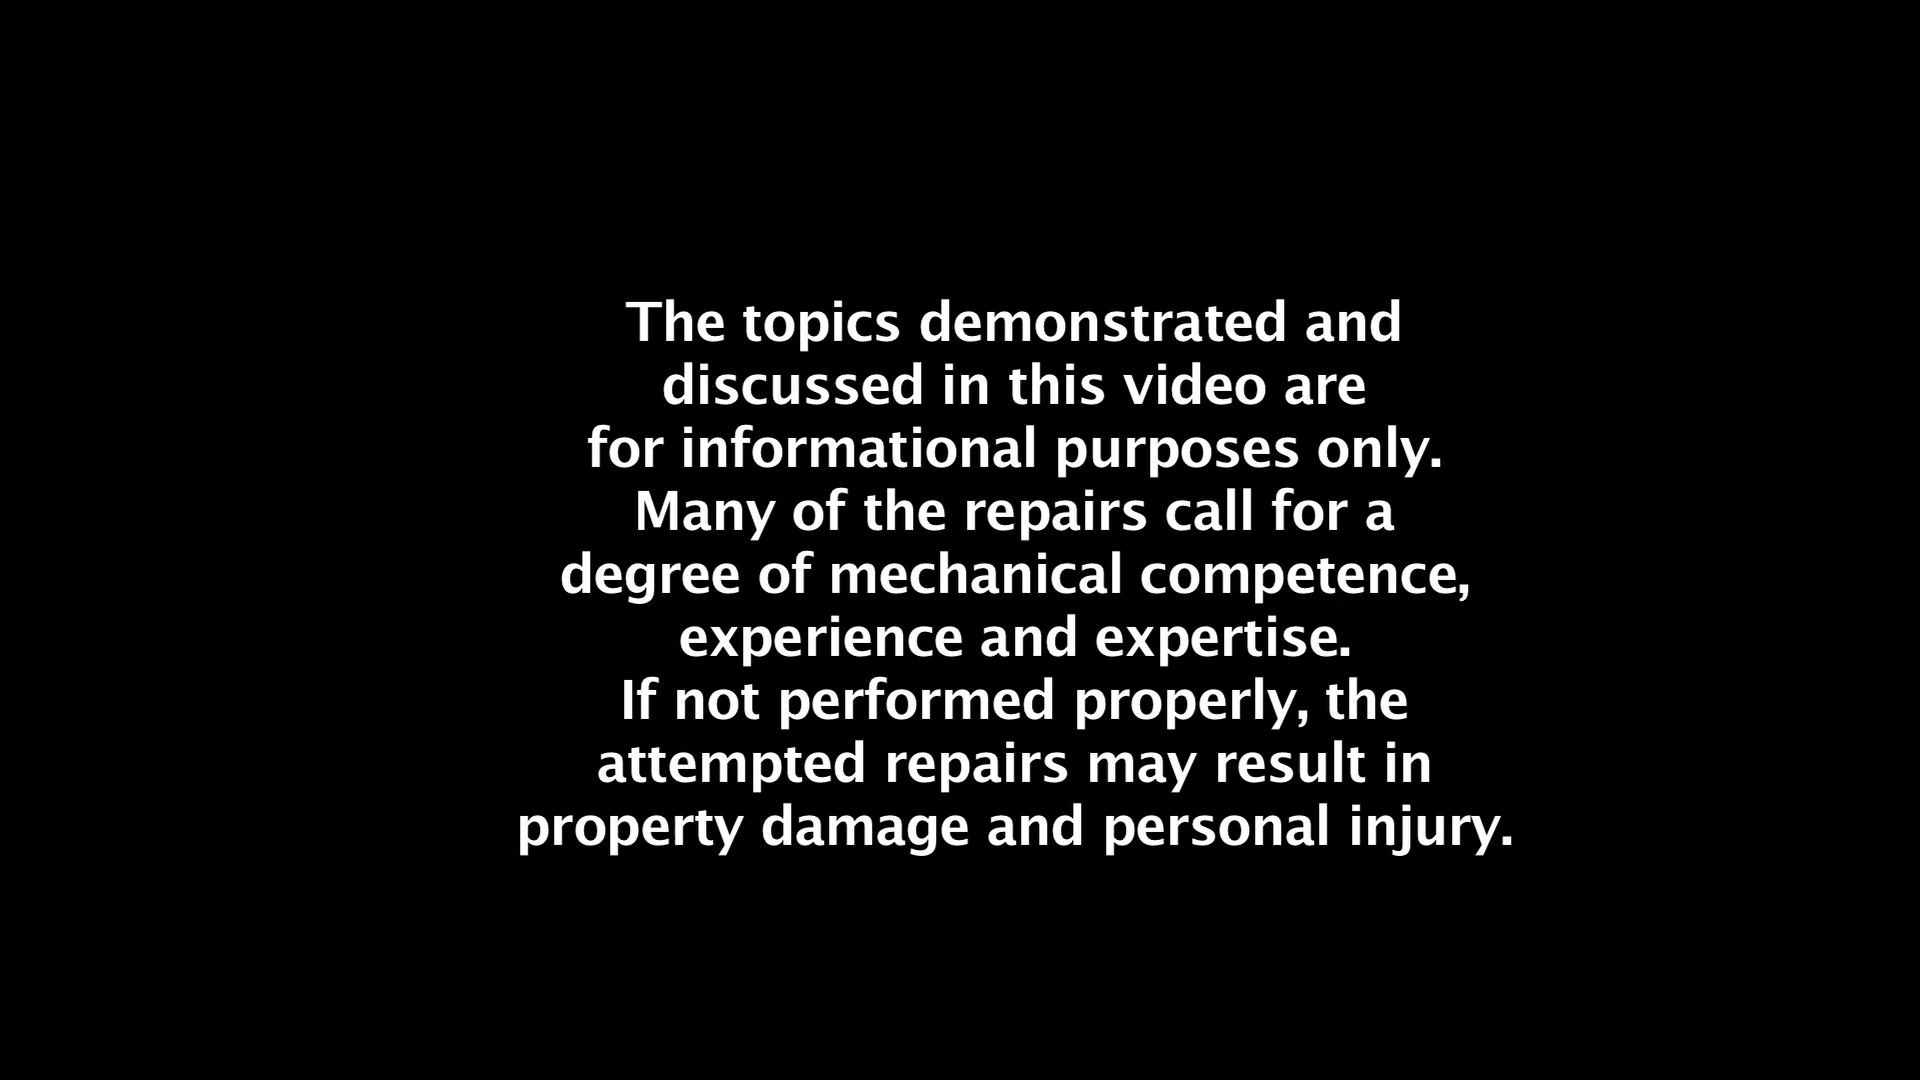 The topics demonstrated and
discussed in this video are
for informational purposes only.
Many of the repairs call for a
degree of mechanical competence,
experience and expertise.
If not performed properly, the
attempted repairs may result in
property damage and personal injury.